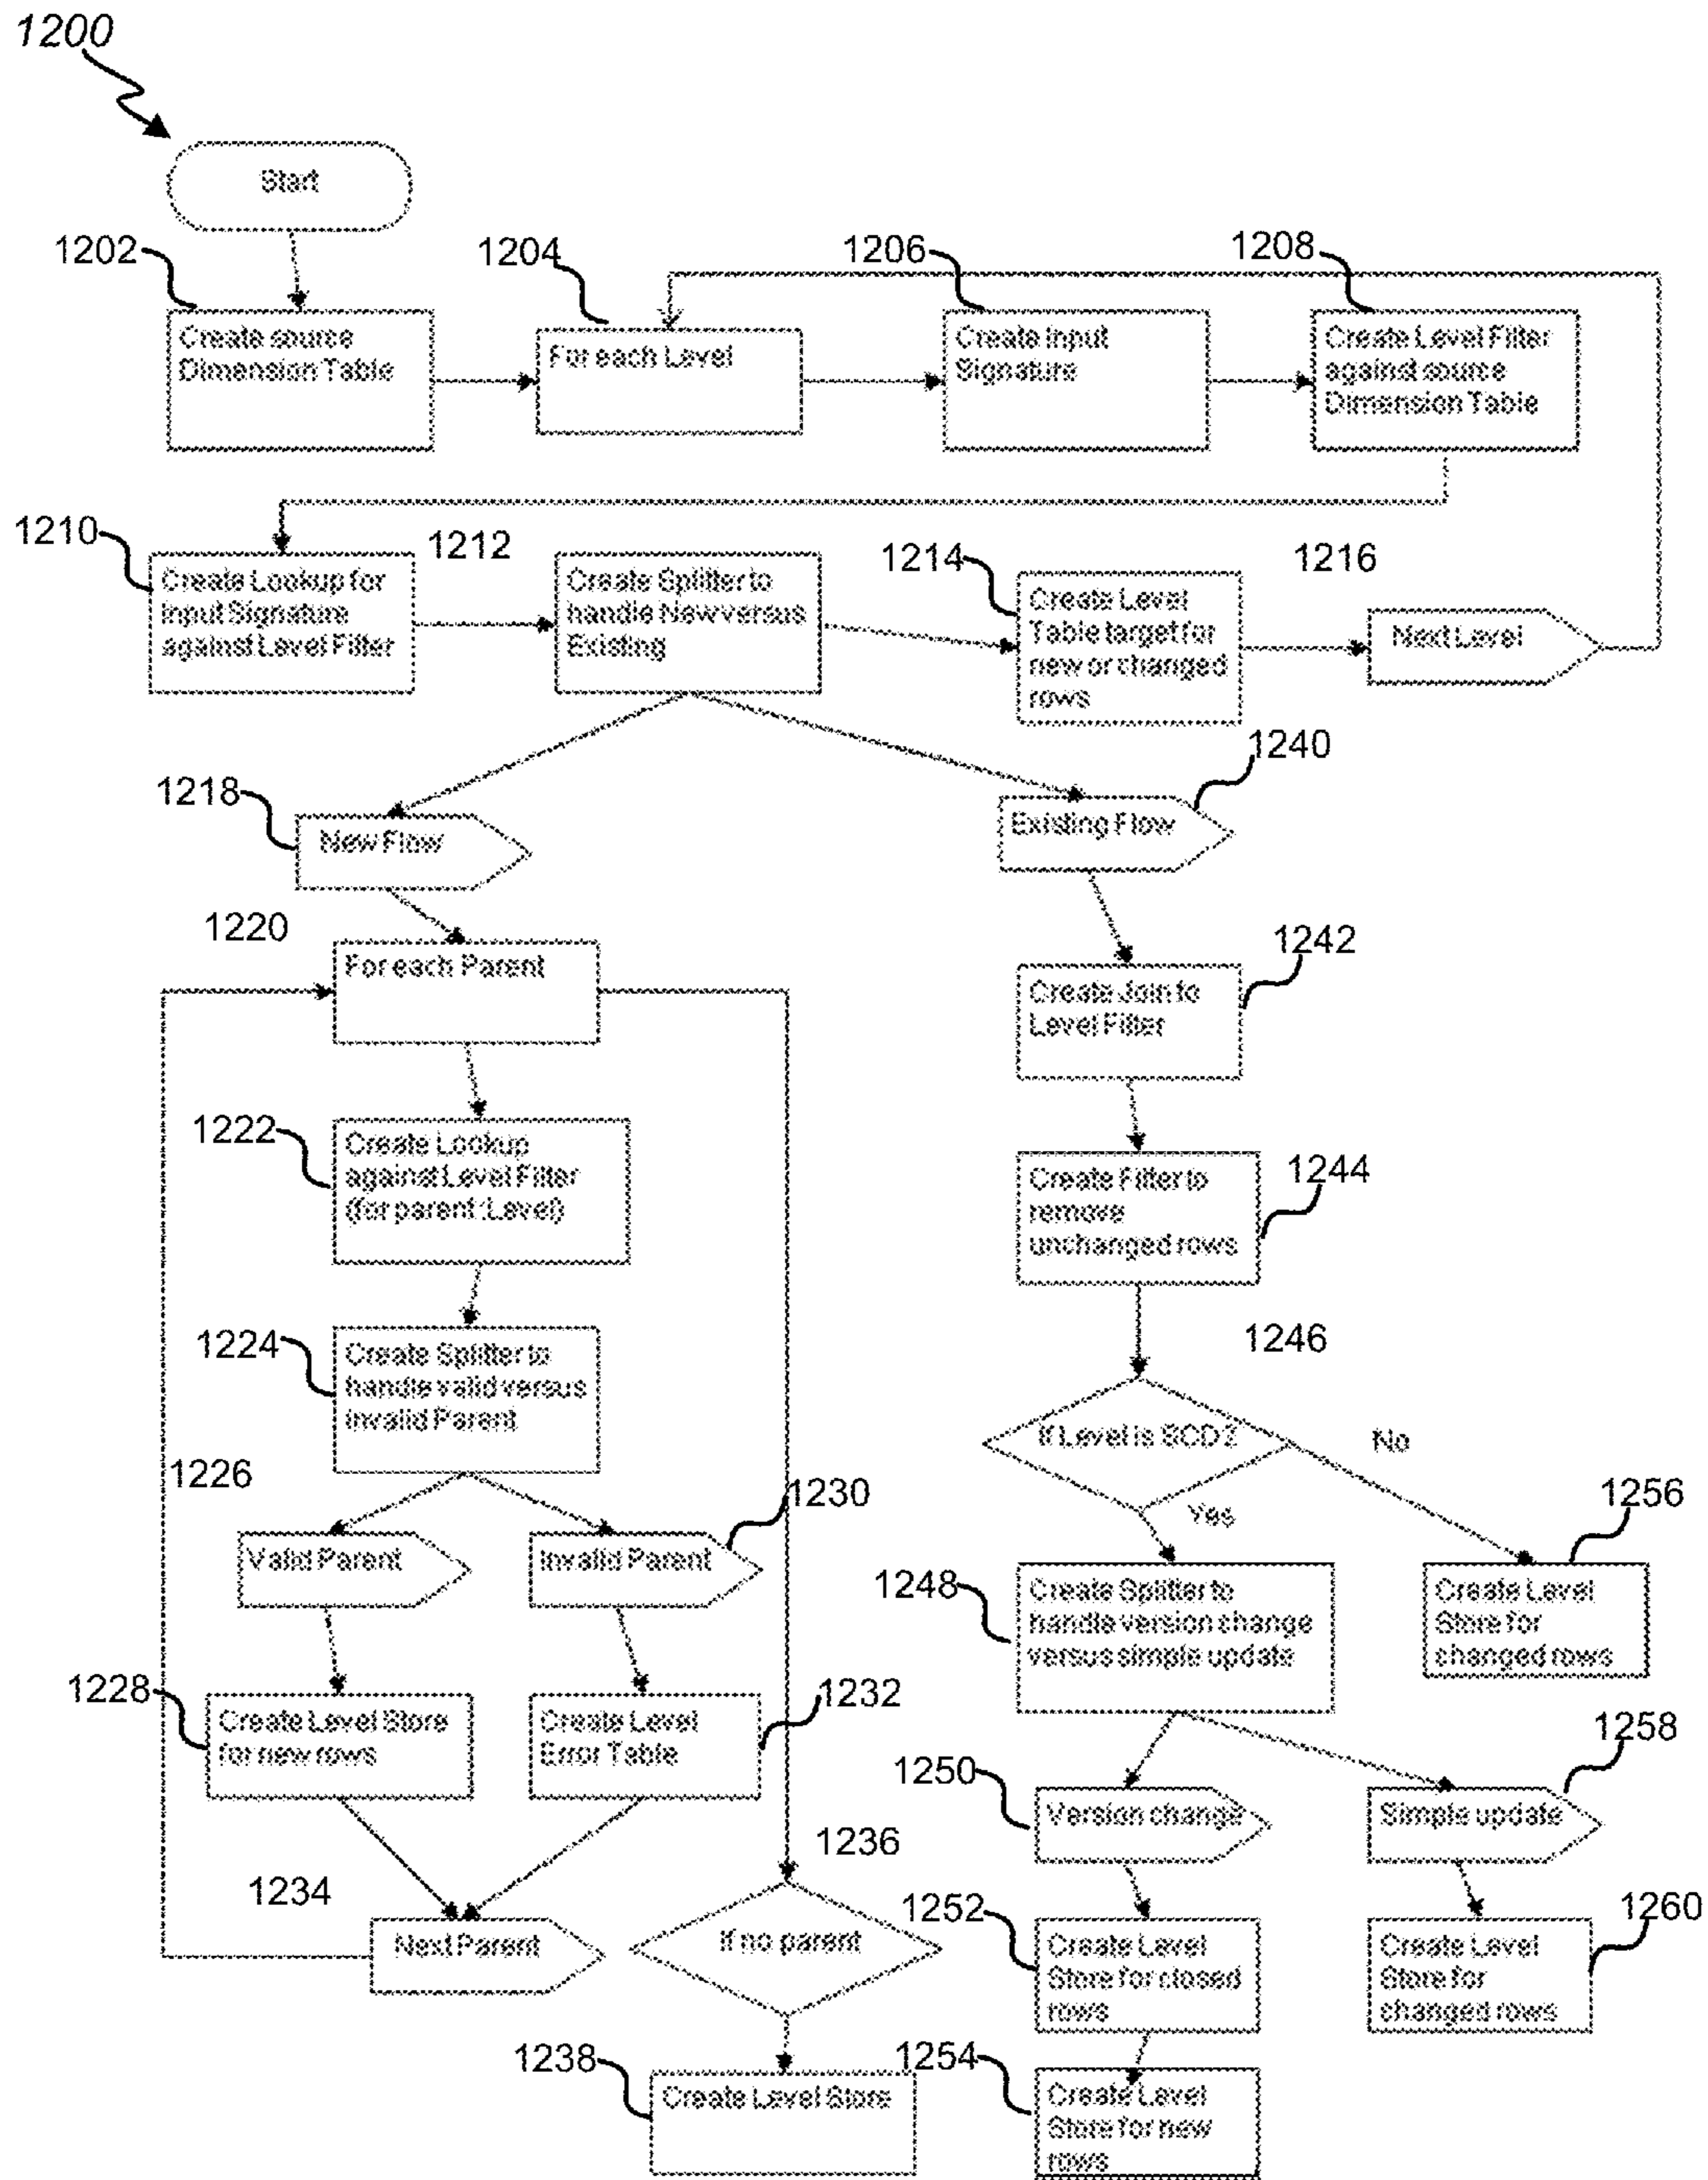 1200
Start
1202
1204
1206
1208
Create source
Dimension Table
For each Level
Create Input
Signature
Create Level Filter
against source
Dimension Table
1210
1212
1214
1216
Create Lookup for
Input Signature
against Level Filter
Create Splitter to
handle New versus
Existing
Create Level
Table target for
new or changed
rows
Next Level
1218
New Flow
1240
Existing Flow
1220
For each Parent
1242
Create Join to
Level Filter
1222
Create Lookup
against Level Filter
(for parent :Level)
1244
Create Filter to
remove
unchanged rows
1224
Create Splitter to
handle valid versus
Invalid Parent
1246
If Level is SCD 2
No
Yes
1226
Valid Parent
1230
Invalid Parent
1248
Create Splitter to
handle version change
versus simple update
1256
Create Level
Store for
changed rows
1228
Create Level Store
for new rows
1232
Create Level
Error Table
1250
Version change
1258
Simple update
1234
Next Parent
1236
If no parent
1252
Create Level
Store for closed
rows
1260
Create Level
Store for
changed rows
1238
Create Level Store
1254
Create Level
Store for new
rows